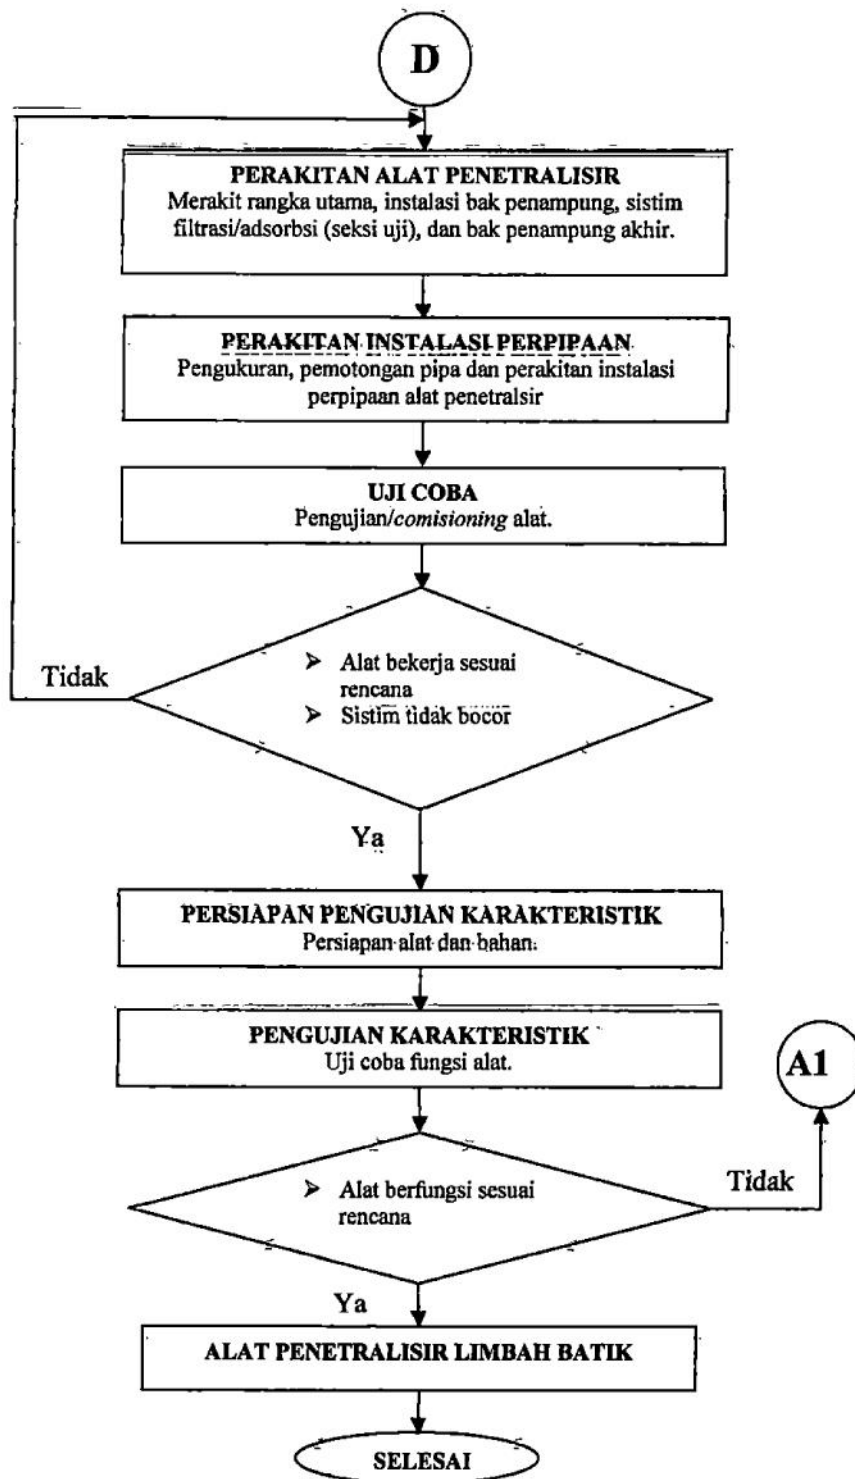 D
PERAKITAN ALAT PENETRALISIR
Merakit rangka utama, instalasi bak penampung, sistim
filtrasi/adsorbsi (seksi uji), dan bak penampung akhir.
PERAKITAN INSTALASI PERPIPAAN
Pengukuran, pemotongan pipa dan perakitan instalasi
perpipaan alat penetralsir
UJI COBA
Pengujian/comisioning alat.
Tidak
➢ Alat bekerja sesuai
rencana
➢ Sistim tidak bocor
Ya
PERSIAPAN PENGUJIAN KARAKTERISTIK
Persiapan alat dan bahan.
PENGUJIAN KARAKTERISTIK
Uji coba fungsi alat.
A1
➢ Alat berfungsi sesuai
rencana
Tidak
Ya
ALAT PENETRALISIR LIMBAH BATIK
SELESAI